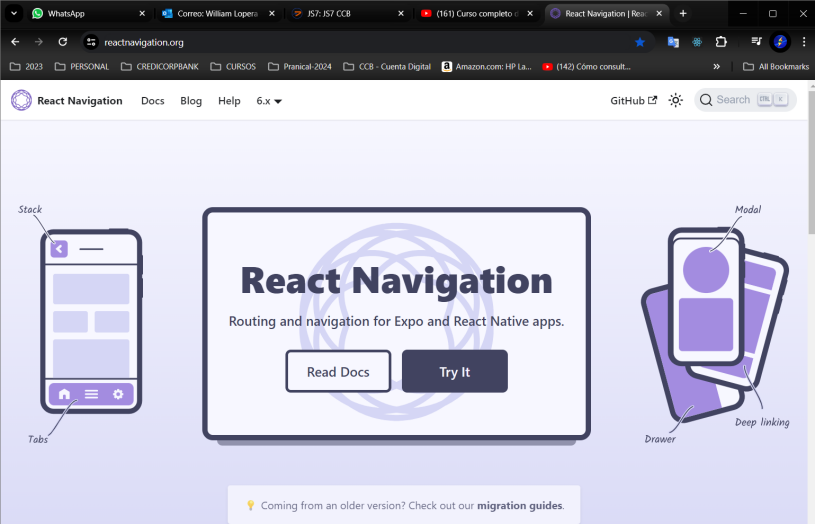 WhatsApp
Correo: William Lopera
JS7: JS7 CCB
(161) Curso completo d
React Navigation | Reac
reactnavigation.org
2023
PERSONAL
CREDICORPBANK
CURSOS
Pranical-2024
CCB - Cuenta Digital
Amazon.com: HP La...
(142) Cómo consult...
»
All Bookmarks
React Navigation
Docs
Blog
Help
6.x
GitHub
Search
CTRL
K
Stack
Modal
React Navigation
Routing and navigation for Expo and React Native apps.
Read Docs
Try It
Tabs
Drawer
Deep linking
Coming from an older version? Check out our migration guides.